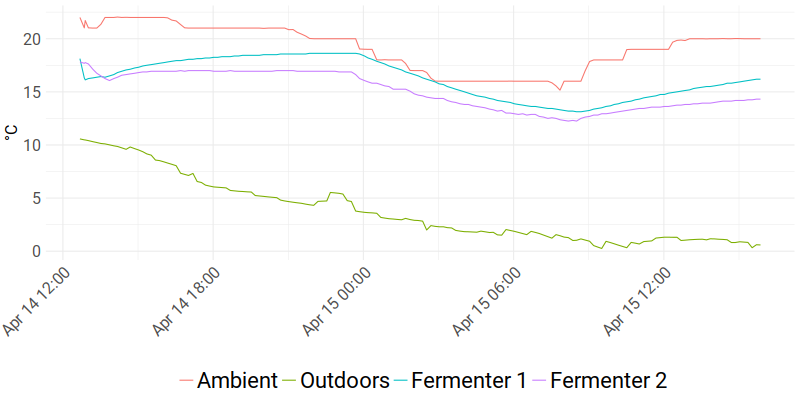 20
15
10
5
0
°C
Apr 14 12:00
Apr 14 18:00
Apr 15 00:00
Apr 15 06:00
Apr 15 12:00
Ambient Outdoors Fermenter 1 Fermenter 2